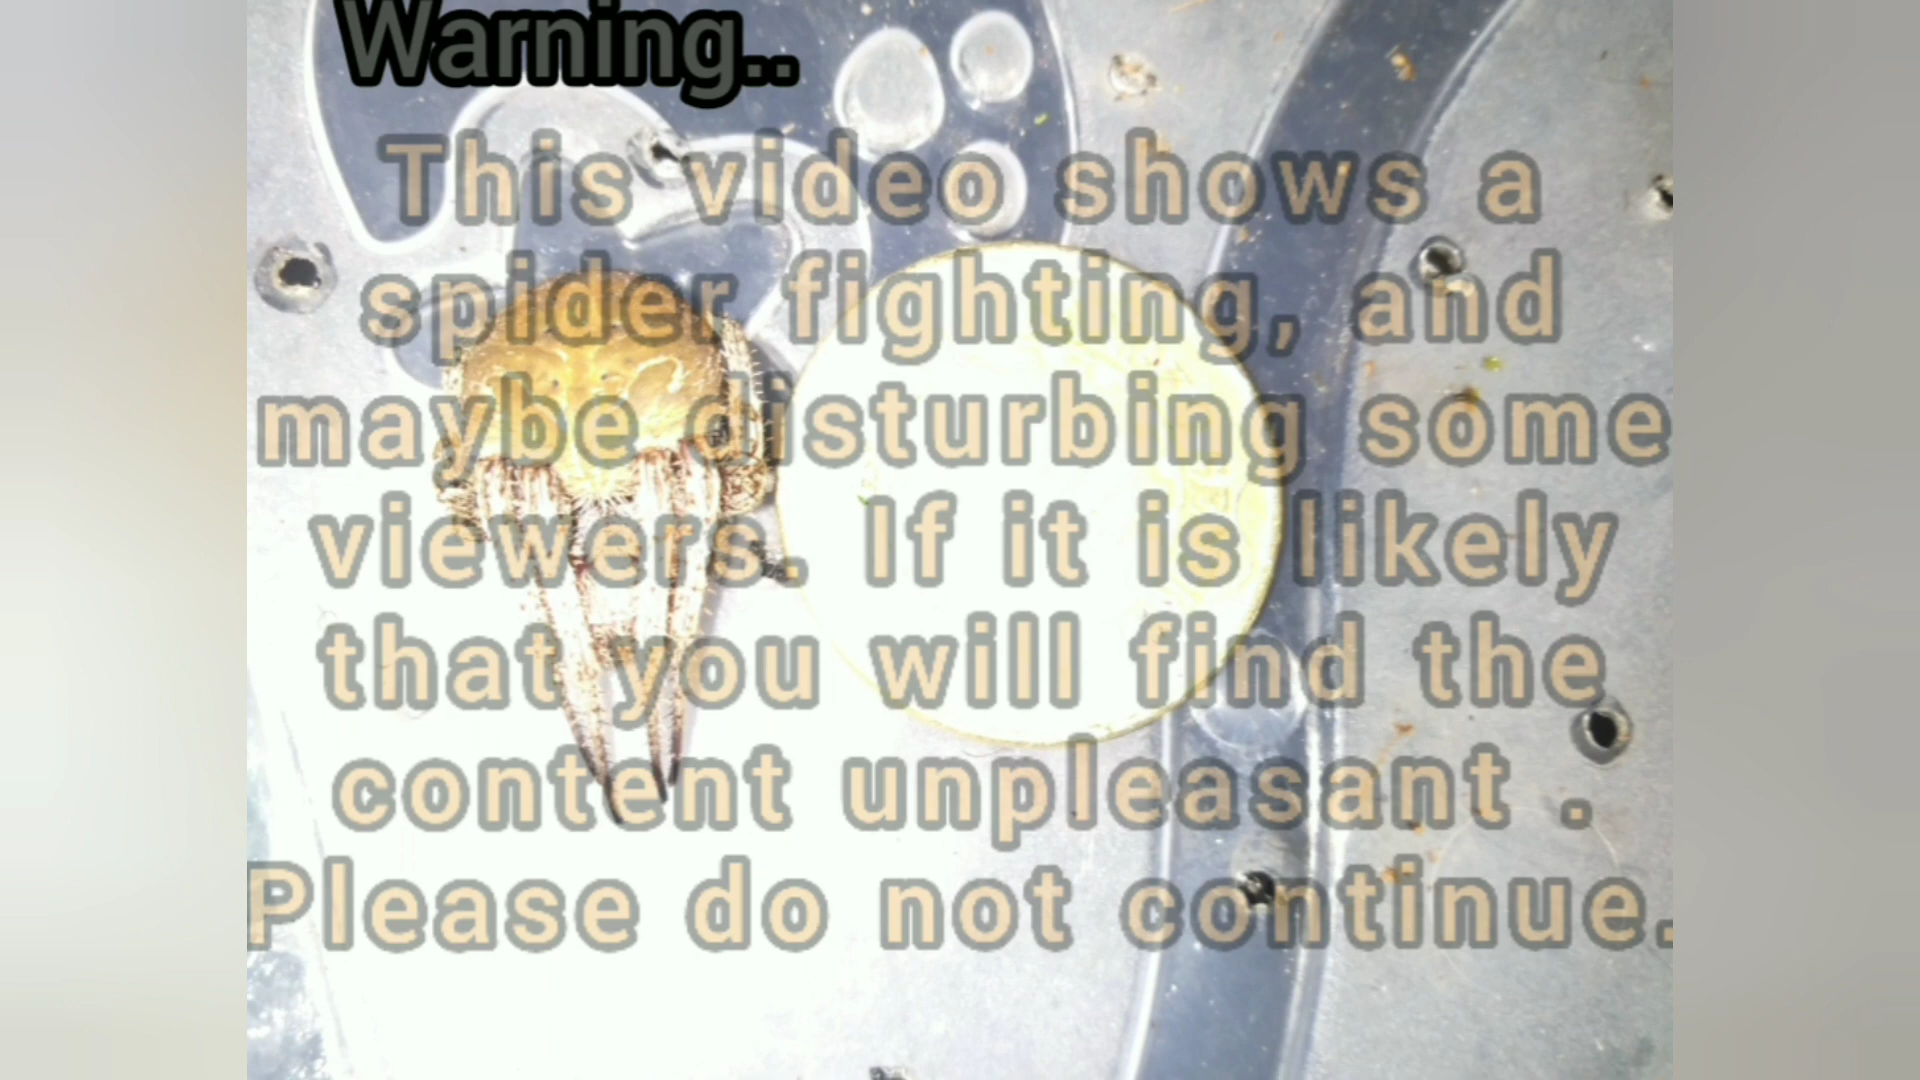 Warning..
This video shows a
spider fighting, and
maybe disturbing some
viewers. If it is likely
that you will find the
content unpleasant .
Please do not continue.